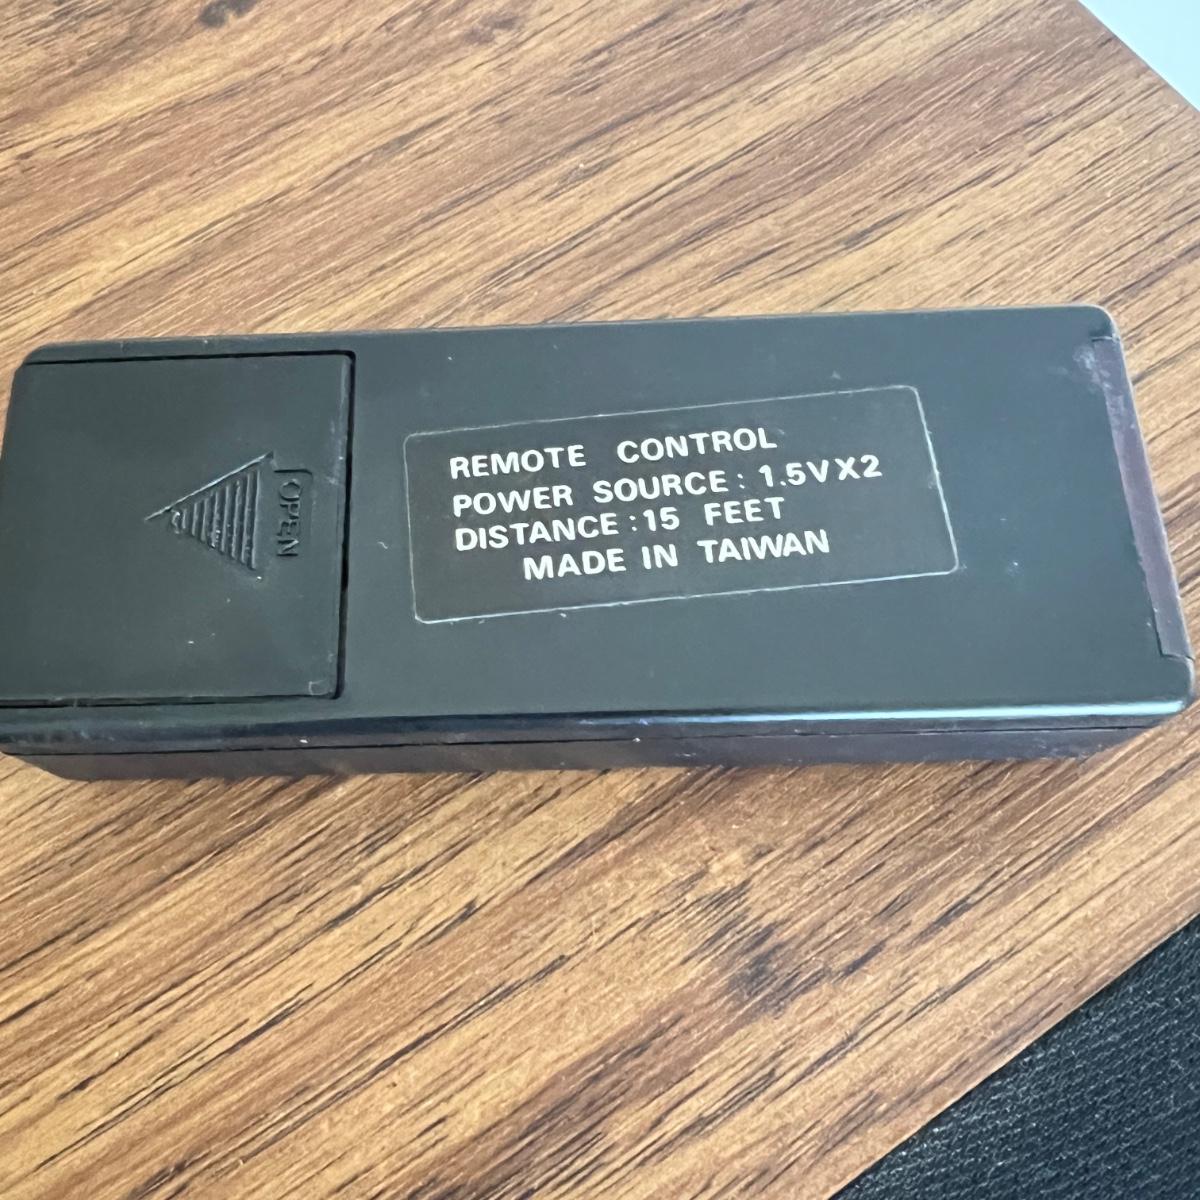 REMOTE CONTROL
POWER SOURCE: 1.5V X2
DISTANCE :15 FEET
MADE IN TAIWAN
OPEN